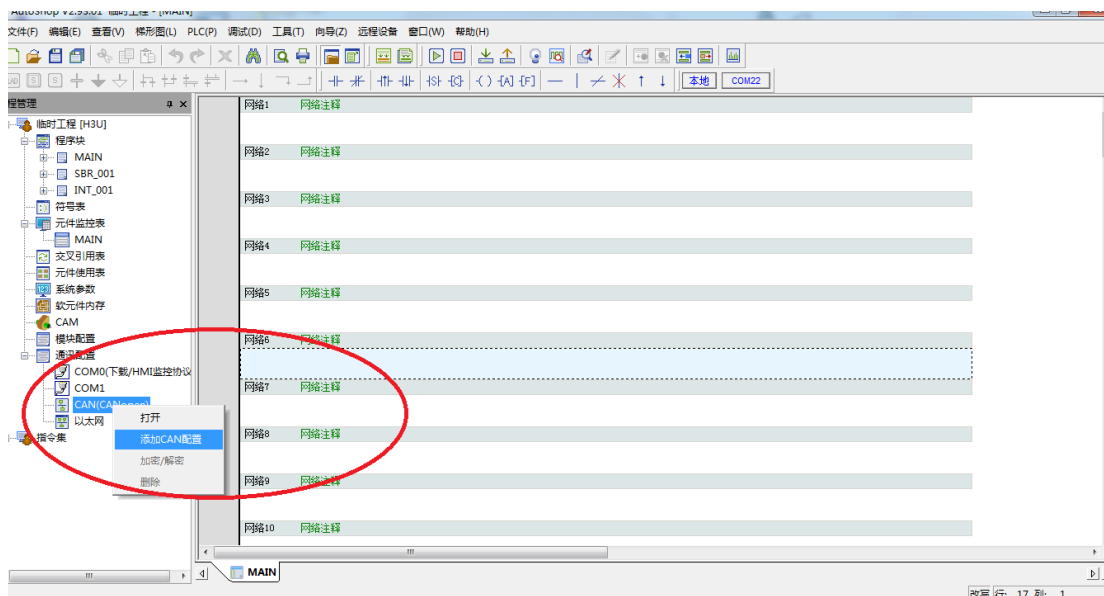 AutoShop V2.93.01 临时工程 - [MAIN]
文件(F) 编辑(E) 查看(V) 梯形图(L) PLC(P) 调试(D) 工具(T) 向导(Z) 远程设备 窗口(W) 帮助(H)
本地 COM22
程管理
临时工程 [H3U]
程序块
MAIN
SBR_001
INT_001
符号表
元件监控表
MAIN
交叉引用表
元件使用表
系统参数
软元件内存
CAM
模块配置
通讯配置
COM0(下载/HMI监控协议
COM1
CAN(CANopen)
以太网
指令集
打开
添加CAN配置
加密/解密
删除
网络1 网络注释
网络2 网络注释
网络3 网络注释
网络4 网络注释
网络5 网络注释
网络6 网络注释
网络7 网络注释
网络8 网络注释
网络9 网络注释
网络10 网络注释
MAIN
改写 行: 17 列: 1